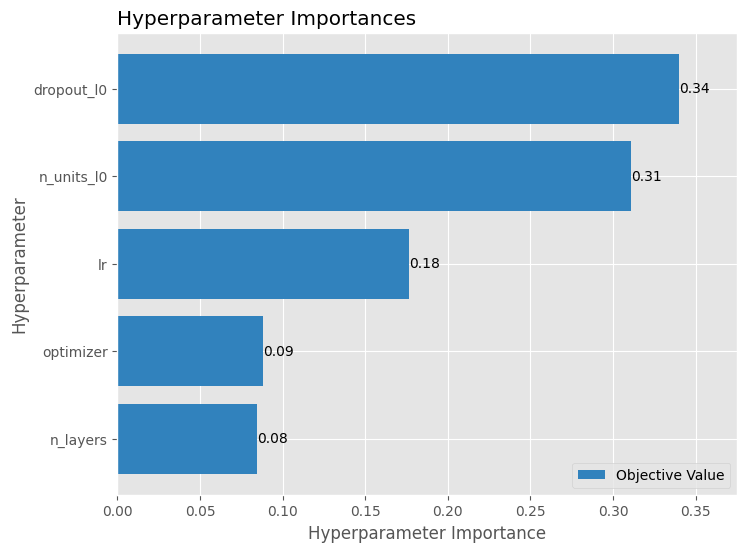 Hyperparameter Importances
Hyperparameter
dropout_l0
0.34
n_units_l0
0.31
lr
0.18
optimizer
0.09
n_layers
0.08
Objective Value
0.00 0.05 0.10 0.15 0.20 0.25 0.30 0.35
Hyperparameter Importance